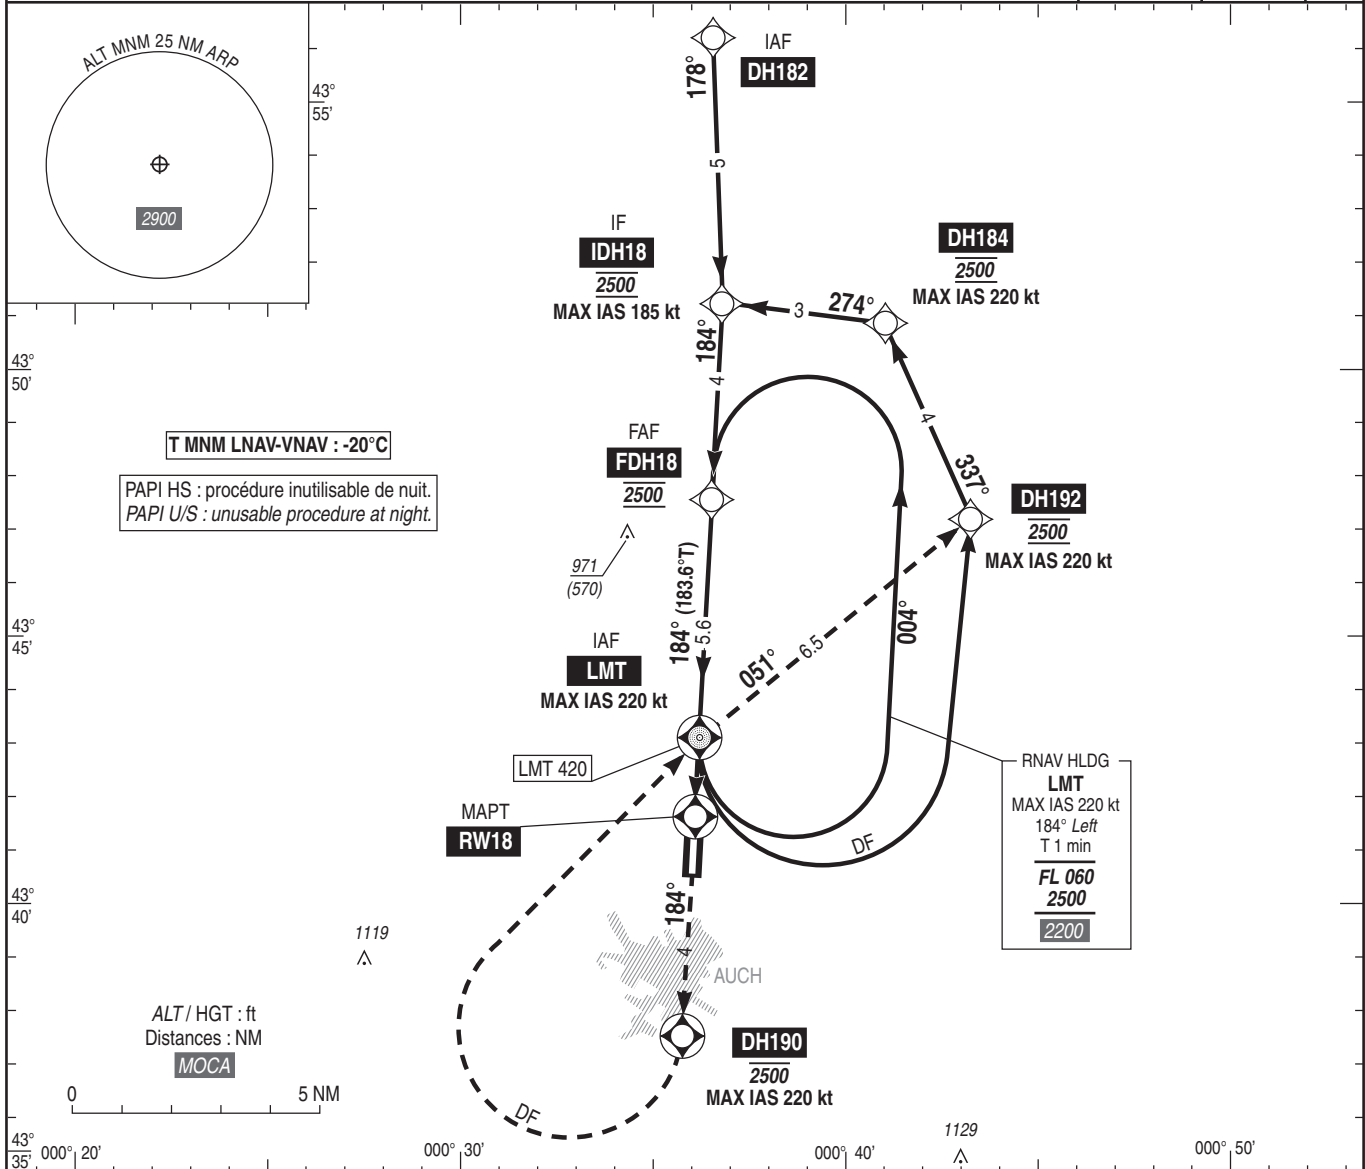 ALT MNM 25 NM ARP
2900
43°
55'
IAF
DH182
178°
5
IF
IDH18
2500
MAX IAS 185 kt
DH184
2500
MAX IAS 220 kt
274°
3
184°
4
43°
50'
T MNM LNAV-VNAV : -20°C
PAPI HS : procédure inutilisable de nuit.
PAPI U/S : unusable procedure at night.
FAF
FDH18
2500
4
337°
DH192
2500
MAX IAS 220 kt
971
(570)
184° (183.6°T)
5.6
43°
45'
IAF
LMT
MAX IAS 220 kt
051°
6.5
004°
LMT 420
MAPT
RW18
DF
RNAV HLDG
LMT
MAX IAS 220 kt
184° Left
T 1 min
FL 060
2500
2200
43°
40'
184°
4
1119
AUCH
ALT / HGT : ft
Distances : NM
MOCA
0 5 NM
DH190
2500
MAX IAS 220 kt
DF
1129
43°
35'
000° 20'
000° 30'
000° 40'
000° 50'